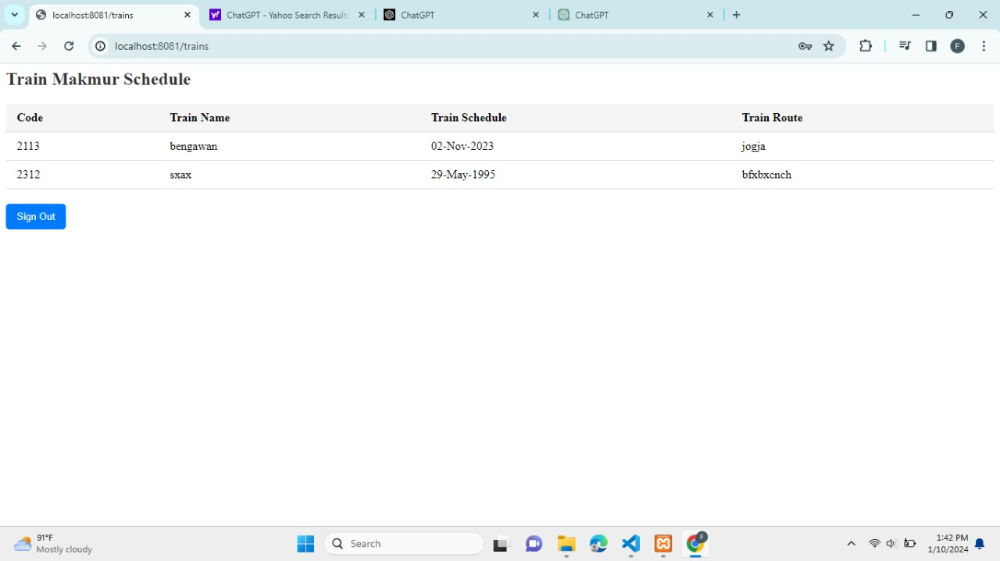 localhost:8081/trains
ChatGPT - Yahoo Search Result
ChatGPT
ChatGPT
localhost:8081/trains
F
Train Makmur Schedule
Code Train Name Train Schedule Train Route
2113 bengawan 02-Nov-2023 jogja
2312 sxax 29-May-1995 bfxbxcnch
Sign Out
91°F
Mostly cloudy
Search
F
1:42 PM
1/10/2024